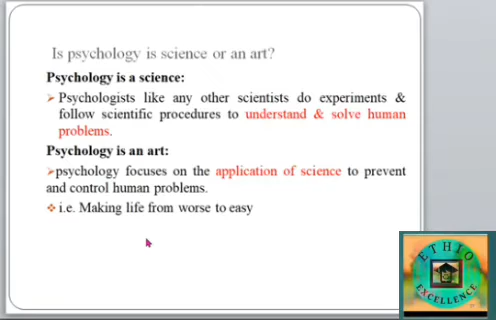 Is psychology is science or an art?
Psychology is a science:
➢ Psychologists like any other scientists do experiments &
follow scientific procedures to understand & solve human
problems.
Psychology is an art:
➢psychology focuses on the application of science to prevent
and control human problems.
❖ i.e. Making life from worse to easy
ETHIO
EXCELLENCE